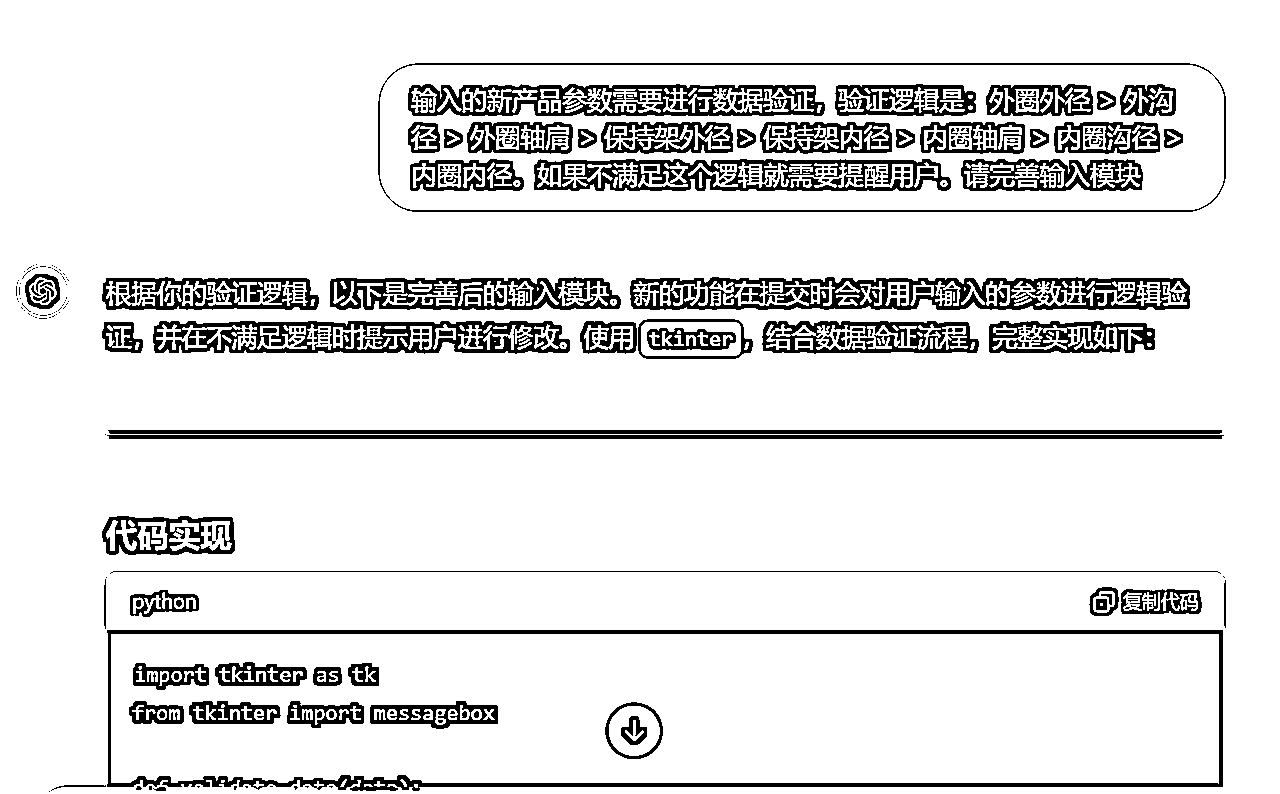 输入的新产品参数需要进行数据验证，验证逻辑是：外圈外径 > 外沟
径 > 外圈轴肩 > 保持架外径 > 保持架内径 > 内圈轴肩 > 内圈沟径 >
内圈内径。如果不满足这个逻辑就需要提醒用户。请完善输入模块
根据你的验证逻辑，以下是完善后的输入模块。新的功能在提交时会对用户输入的参数进行逻辑验
证，并在不满足逻辑时提示用户进行修改。使用 tkinter，结合数据验证流程，完整实现如下：
代码实现
python 复制代码
import tkinter as tk
from tkinter import messagebox
def validate_data(data):